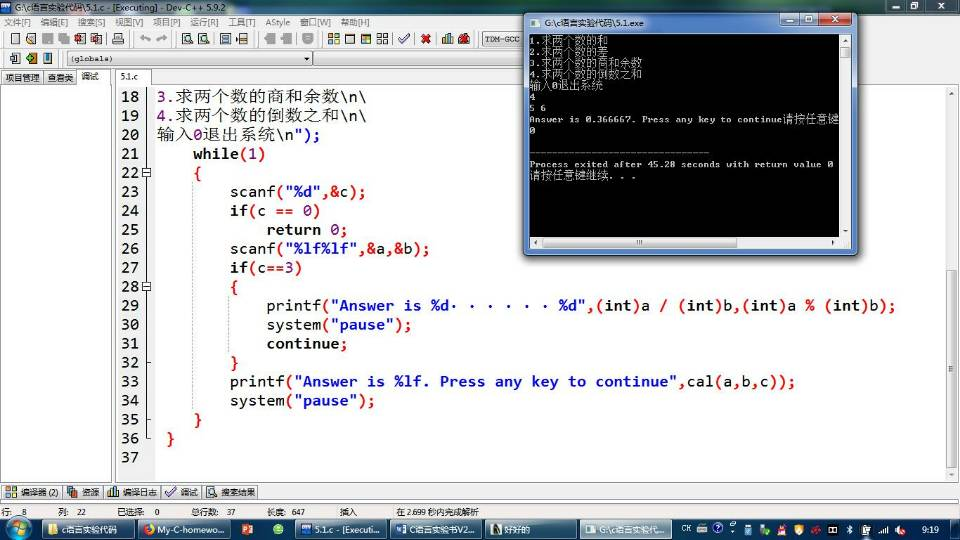 G:\c语言实验代码\5.1.c - [Executing] - Dev-C++ 5.9.2
文件[F] 编辑[E] 搜索[S] 视图[V] 项目[P] 运行[R] 工具[T] AStyle 窗口[W] 帮助[H]
TDM-GCC
(globals)
项目管理 查看类 调试 5.1.c
18 3.求两个数的商和余数\n\
19 4.求两个数的倒数之和\n\
20 输入0退出系统\n");
21 while(1)
22 {
23 scanf("%d",&c);
24 if(c == 0)
25 return 0;
26 scanf("%lf%lf",&a,&b);
27 if(c==3)
28 {
29 printf("Answer is %d······%d",(int)a / (int)b,(int)a % (int)b);
30 system("pause");
31 continue;
32 }
33 printf("Answer is %lf. Press any key to continue",cal(a,b,c));
34 system("pause");
35 }
36 }
37
G:\c语言实验代码\5.1.exe
1.求两个数的和
2.求两个数的差
3.求两个数的商和余数
4.求两个数的倒数之和
输入0退出系统
4
5 6
Answer is 0.366667. Press any key to continue请按任意键
0
--------------------------------
Process exited after 45.28 seconds with return value 0
请按任意键继续. . .
编译器 (2) 资源 编译日志 调试 搜索结果
行: 8 列: 22 已选择: 0 总行数: 37 长度: 647 插入 在 2.699 秒内完成解析
c语言实验代码 My-C-homewo... 5.1.c - [Executi... C语言实验书V2... 好好的 G:\c语言实验代... CH 9:19